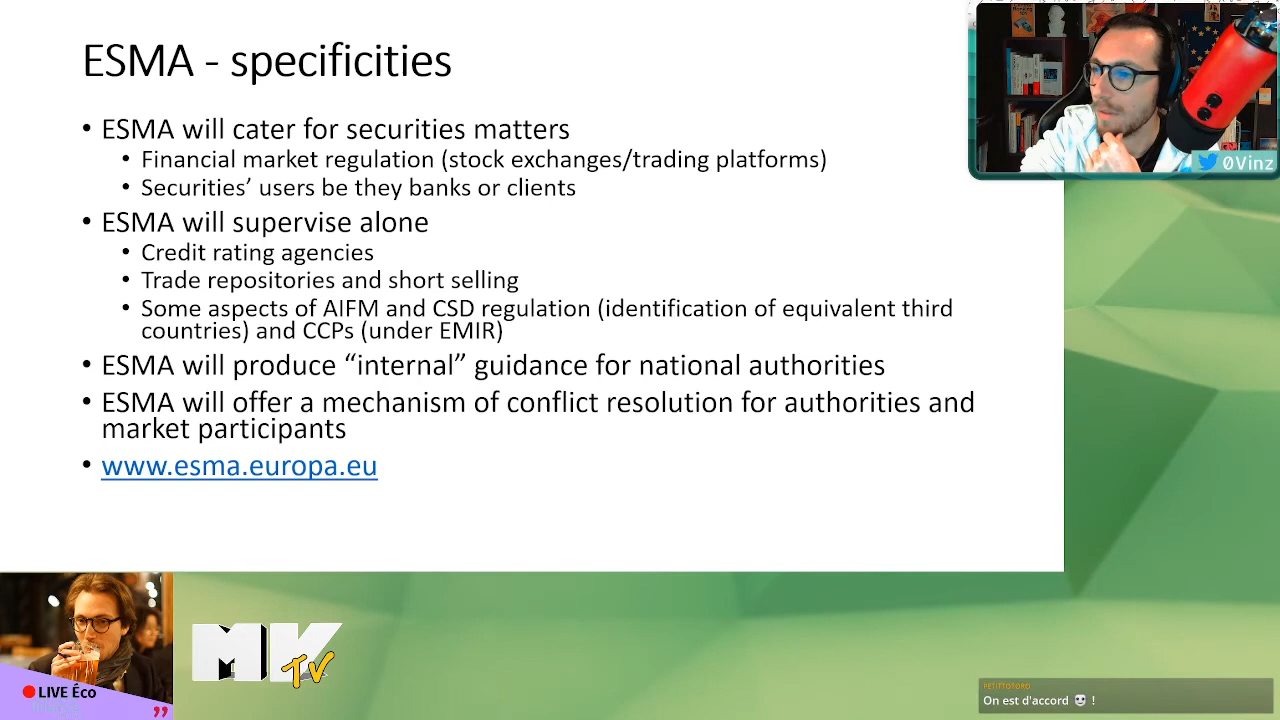 ESMA - specificities
• ESMA will cater for securities matters
• Financial market regulation (stock exchanges/trading platforms)
• Securities’ users be they banks or clients
• ESMA will supervise alone
• Credit rating agencies
• Trade repositories and short selling
• Some aspects of AIFM and CSD regulation (identification of equivalent third
countries) and CCPs (under EMIR)
• ESMA will produce “internal” guidance for national authorities
• ESMA will offer a mechanism of conflict resolution for authorities and
market participants
• www.esma.europa.eu
0Vinz
LIVE Éco
MK
TV
PETITTOTORO
On est d'accord !